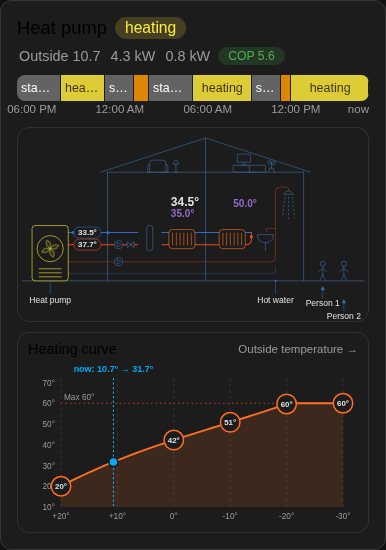 Heat pump heating
Outside 10.7 4.3 kW 0.8 kW COP 5.6
sta… hea… s… sta… heating s… heating
06:00 PM 12:00 AM 06:00 AM 12:00 PM now
34.5°
35.0°
50.0°
33.5°
37.7°
Heat pump
Hot water
Person 1
Person 2
Heating curve Outside temperature →
now: 10.7° → 31.7°
70°
Max 60°
60°
50°
40°
30°
20°
10°
20° 42° 51° 60° 60°
+20° +10° 0° -10° -20° -30°